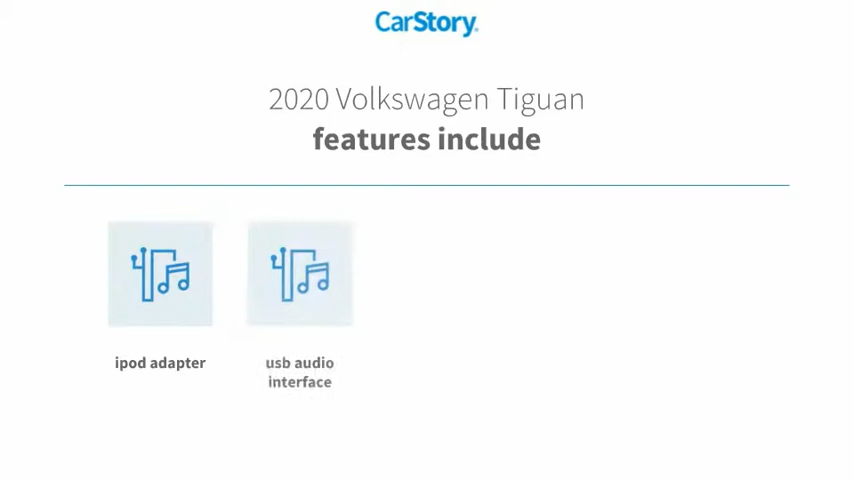 CarStory
2020 Volkswagen Tiguan
features include
ipod adapter
usb audio
interface